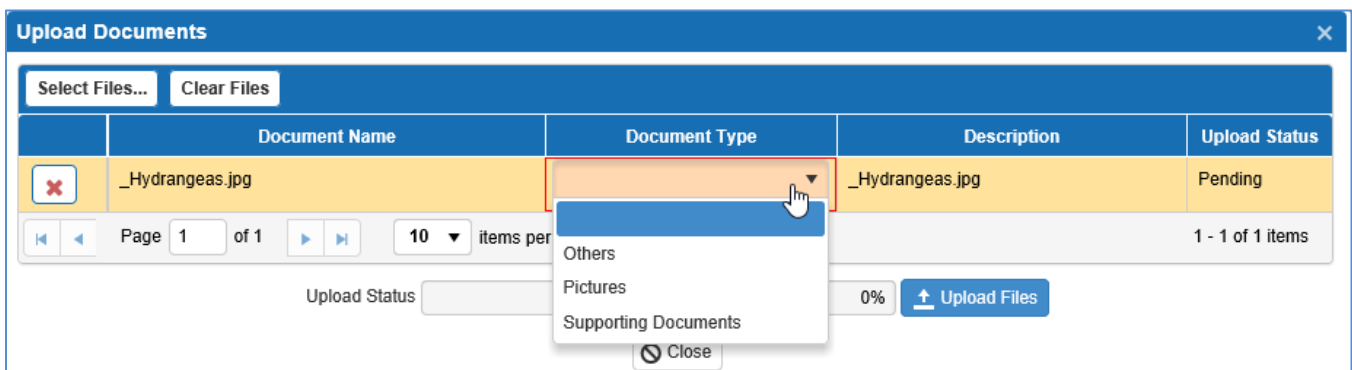 Upload Documents
Select Files... Clear Files
Document Name Document Type Description Upload Status
_Hydrangeas.jpg _Hydrangeas.jpg Pending
Page 1 of 1 10 items per 1 - 1 of 1 items
Others
Pictures
Supporting Documents
Upload Status 0% Upload Files
Close